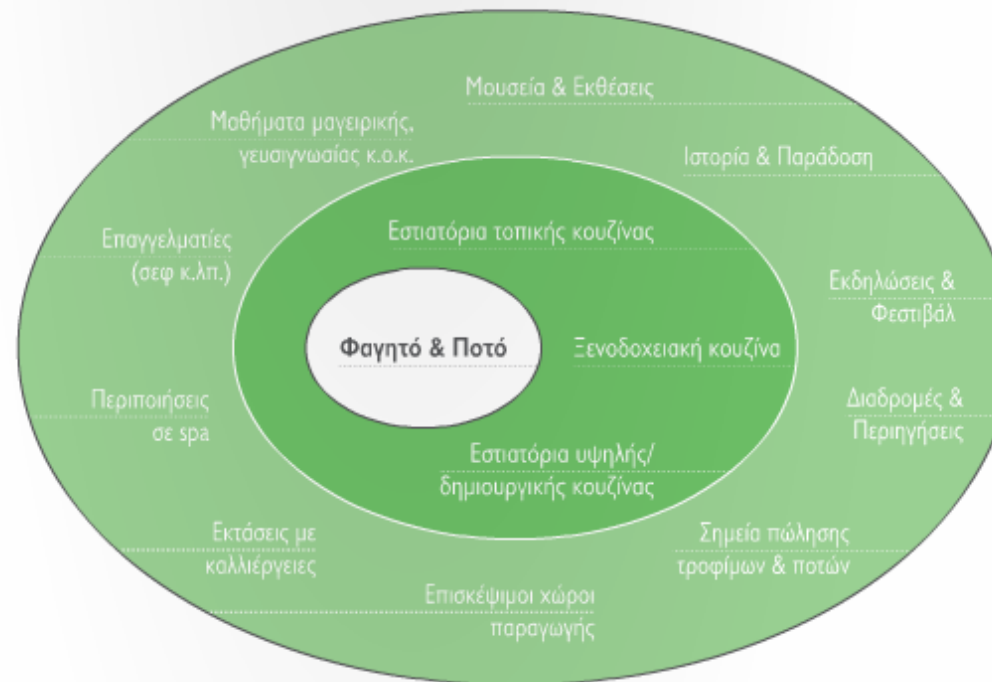 Μουσεία & Εκθέσεις
Μαθήματα μαγειρικής,
γευσιγνωσίας κ.ο.κ.
Ιστορία & Παράδοση
Επαγγελματίες
(σεφ κ.λπ.)
Εστιατόρια τοπικής κουζίνας
Εκδηλώσεις &
Φεστιβάλ
Φαγητό & Ποτό
Ξενοδοχειακή κουζίνα
Περιποιήσεις
σε spa
Διαδρομές &
Περιηγήσεις
Εστιατόρια υψηλής/
δημιουργικής κουζίνας
Εκτάσεις με
καλλιέργειες
Σημεία πώλησης
τροφίμων & ποτών
Επισκέψιμοι χώροι
παραγωγής